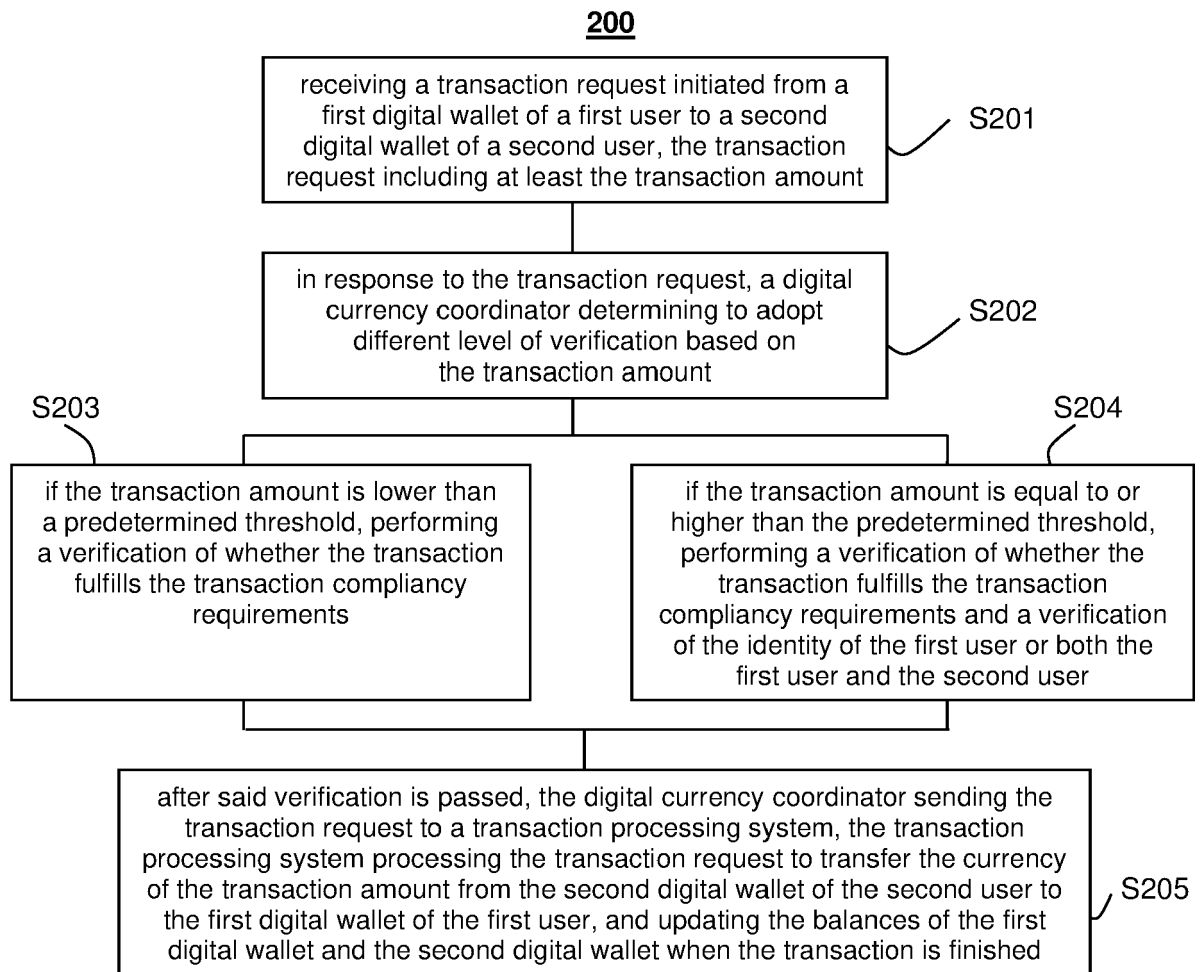 200
receiving a transaction request initiated from a
first digital wallet of a first user to a second
digital wallet of a second user, the transaction
request including at least the transaction amount
S201
in response to the transaction request, a digital
currency coordinator determining to adopt
different level of verification based on
the transaction amount
S202
S203
if the transaction amount is lower than
a predetermined threshold, performing
a verification of whether the transaction
fulfills the transaction compliancy
requirements
S204
if the transaction amount is equal to or
higher than the predetermined threshold,
performing a verification of whether the
transaction fulfills the transaction
compliancy requirements and a verification
of the identity of the first user or both the
first user and the second user
after said verification is passed, the digital currency coordinator sending the
transaction request to a transaction processing system, the transaction
processing system processing the transaction request to transfer the currency
of the transaction amount from the second digital wallet of the second user to
the first digital wallet of the first user, and updating the balances of the first
digital wallet and the second digital wallet when the transaction is finished
S205